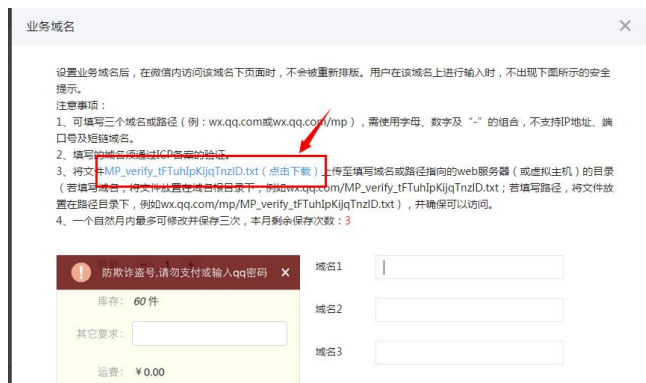 业务域名
设置业务域名后，在微信内访问该域名下页面时，不会被重新排版。用户在该域名上进行输入时，不出现下图所示的安全
提示。
注意事项：
1、可填写三个域名或路径（例：wx.qq.com或wx.qq.com/mp），需使用字母、数字及“-”的组合，不支持IP地址、端
口号及短链域名。
2、填写的域名须通过ICP备案的验证。
3、将文件MP_verify_tFTuhIpKijqTnzID.txt（点击下载）上传至填写域名或路径指向的web服务器（或虚拟主机）的目录
（若填写域名，将文件放置在域名根目录下，例如wx.qq.com/MP_verify_tFTuhIpKijqTnzID.txt；若填写路径，将文件放
置在路径目录下，例如wx.qq.com/mp/MP_verify_tFTuhIpKijqTnzID.txt），并确保可以访问。
4、一个自然月内最多可修改并保存三次，本月剩余保存次数：3
防欺诈盗号,请勿支付或输入qq密码
库存：60件
其它要求：
运费：￥0.00
域名1
域名2
域名3